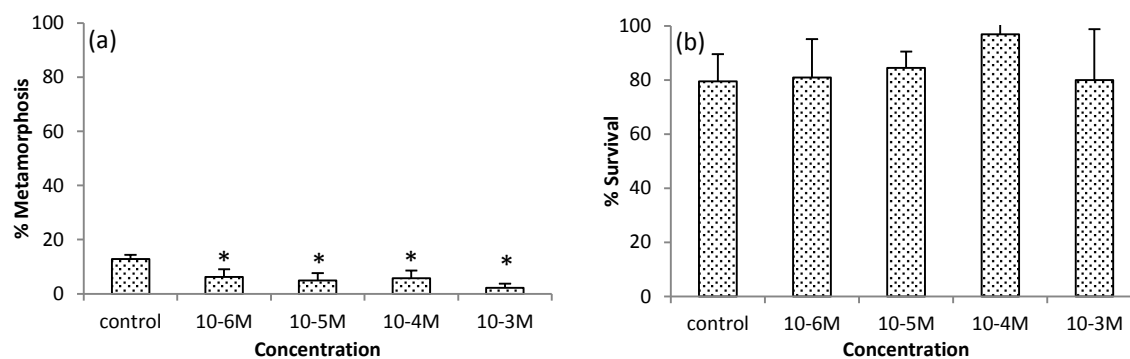 (a)
% Metamorphosis
100
80
60
40
20
0
* * * *
control 10-6M 10-5M 10-4M 10-3M
Concentration
(b)
% Survival
100
80
60
40
20
0
control 10-6M 10-5M 10-4M 10-3M
Concentration